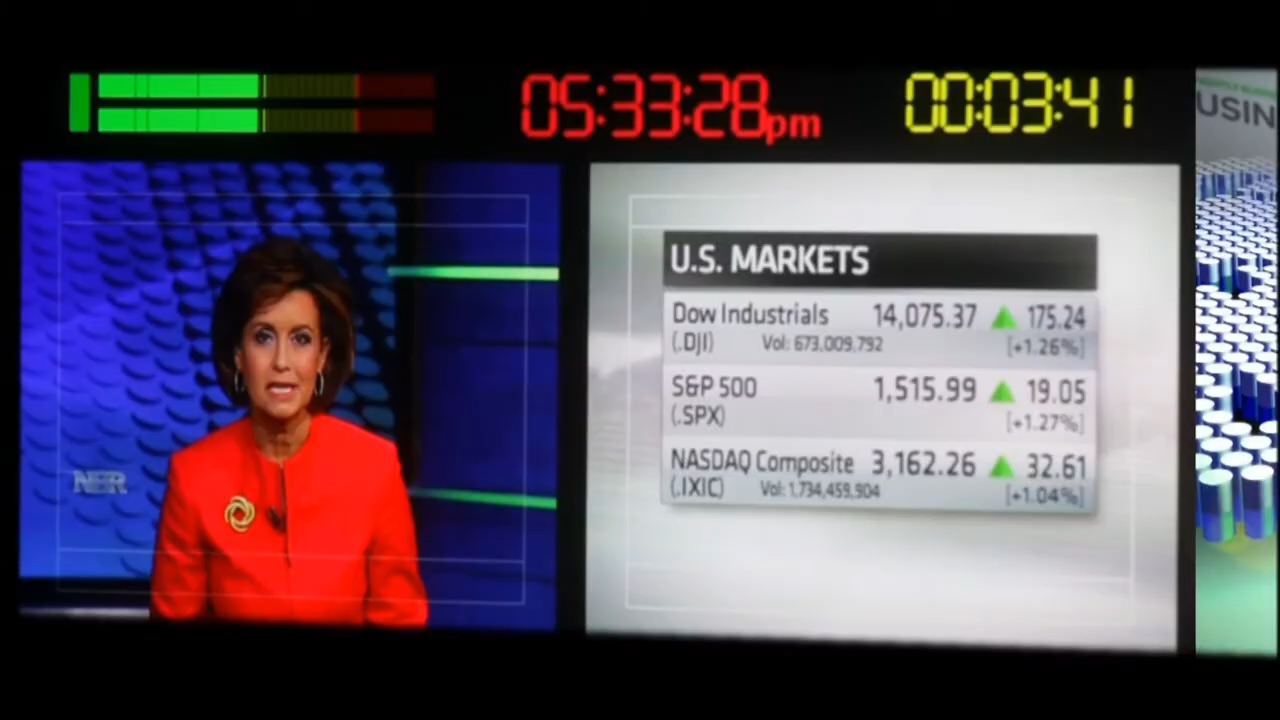 05:33:28pm
00:03:41
USIN
NBR
U.S. MARKETS
Dow Industrials 14,075.37 ▲ 175.24
(.DJI) Vol: 673,009,792 [+1.26%]
S&P 500 1,515.99 ▲ 19.05
(.SPX) [+1.27%]
NASDAQ Composite 3,162.26 ▲ 32.61
(.IXIC) Vol: 1,734,459,904 [+1.04%]